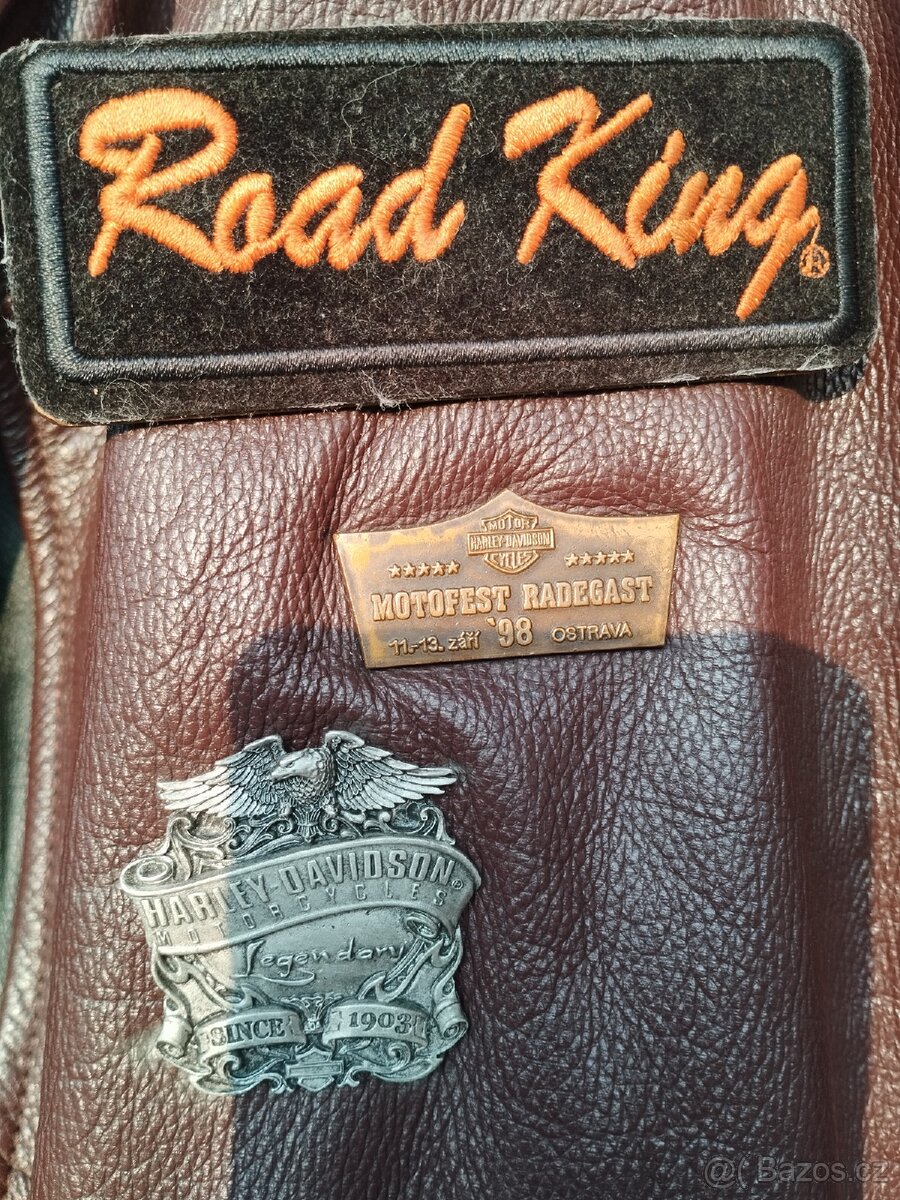 Road King ®
MOTOR
HARLEY-DAVIDSON
CYCLES
MOTOFEST RADEGAST
11.-13. září '98 OSTRAVA
HARLEY-DAVIDSON®
MOTORCYCLES
Legendary
SINCE 1903
@( Bazos.cz